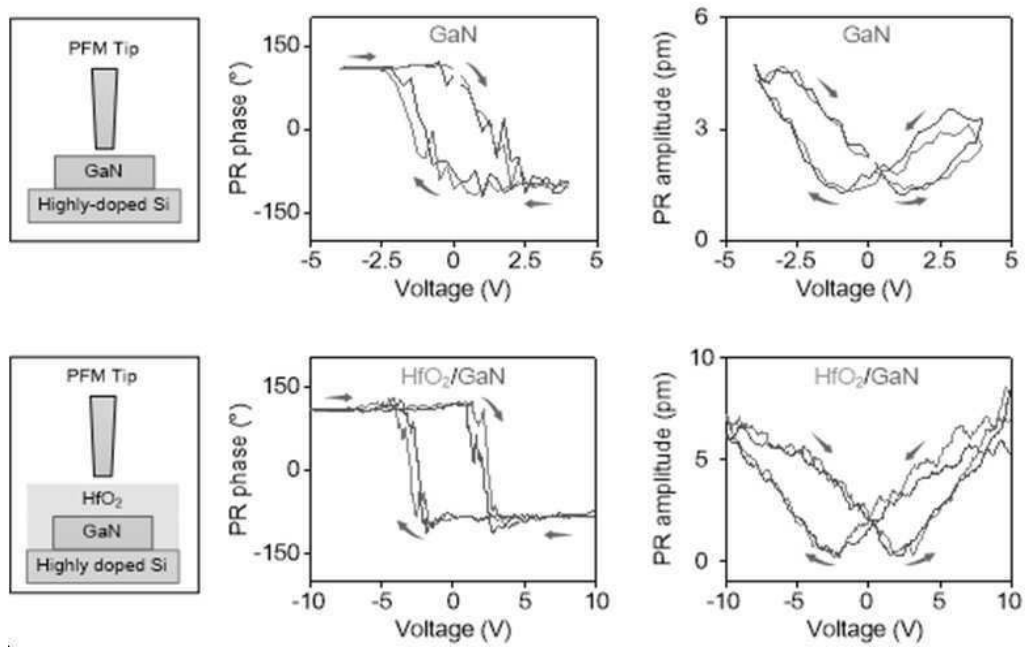 PFM Tip
GaN
Highly-doped Si
GaN
PR phase (°)
150
0
-150
-5
-2.5
0
2.5
5
Voltage (V)
GaN
PR amplitude (pm)
6
3
0
-5
-2.5
0
2.5
5
Voltage (V)
PFM Tip
HfO₂
GaN
Highly doped Si
HfO₂/GaN
PR phase (°)
150
0
-150
-10
-5
0
5
10
Voltage (V)
HfO₂/GaN
PR amplitude (pm)
10
5
0
-10
-5
0
5
10
Voltage (V)